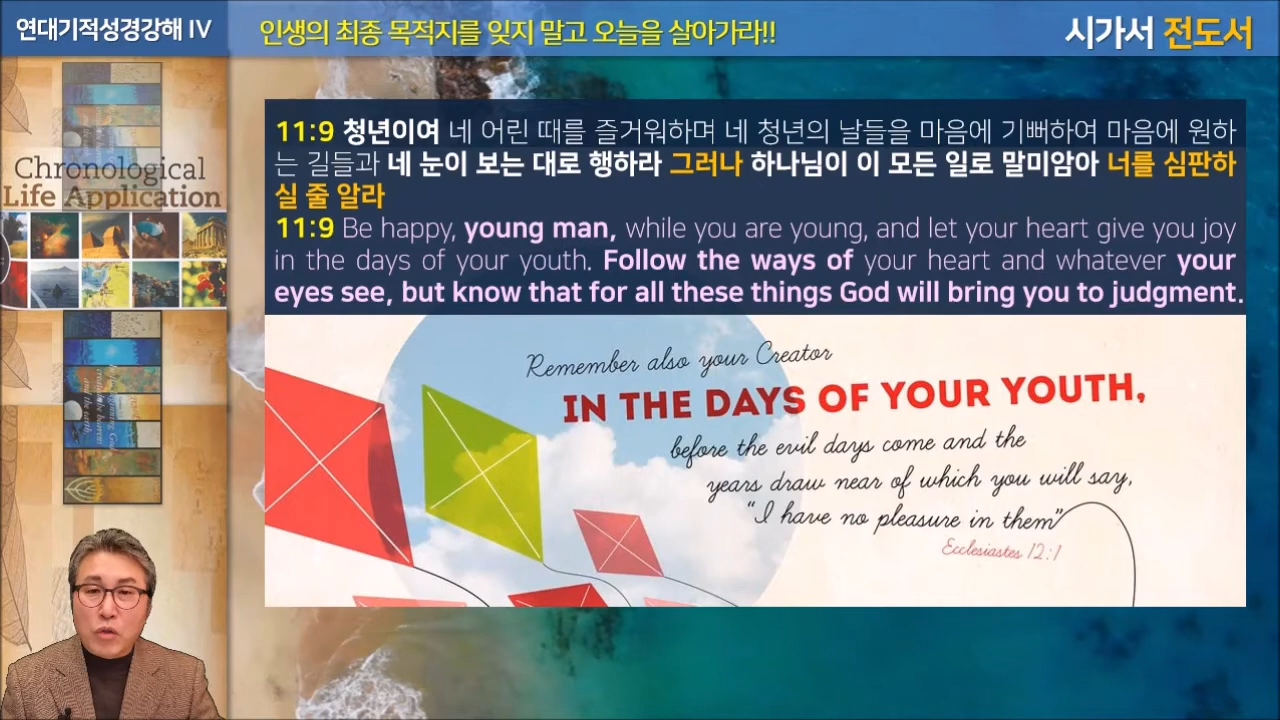 연대기적성경강해 IV
인생의 최종 목적지를 잊지 말고 오늘을 살아가라!!
시가서 전도서
Chronological
Life Application
11:9 청년이여 네 어린 때를 즐거워하며 네 청년의 날들을 마음에 기뻐하여 마음에 원하
는 길들과 네 눈이 보는 대로 행하라 그러나 하나님이 이 모든 일로 말미암아 너를 심판하
실 줄 알라
11:9 Be happy, young man, while you are young, and let your heart give you joy
in the days of your youth. Follow the ways of your heart and whatever your
eyes see, but know that for all these things God will bring you to judgment.
Remember also your Creator
IN THE DAYS OF YOUR YOUTH,
before the evil days come and the
years draw near of which you will say,
“I have no pleasure in them”
Ecclesiastes 12:1